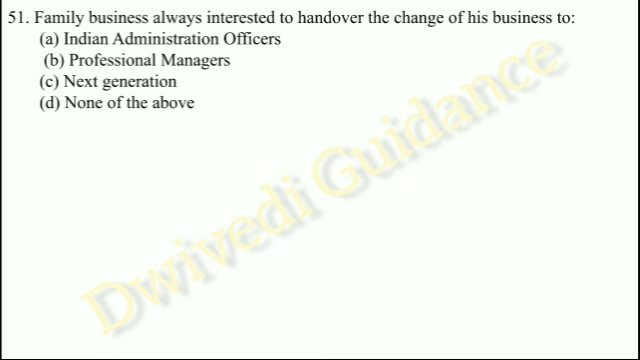 51. Family business always interested to handover the change of his business to:
(a) Indian Administration Officers
(b) Professional Managers
(c) Next generation
(d) None of the above
Dwivedi Guidance